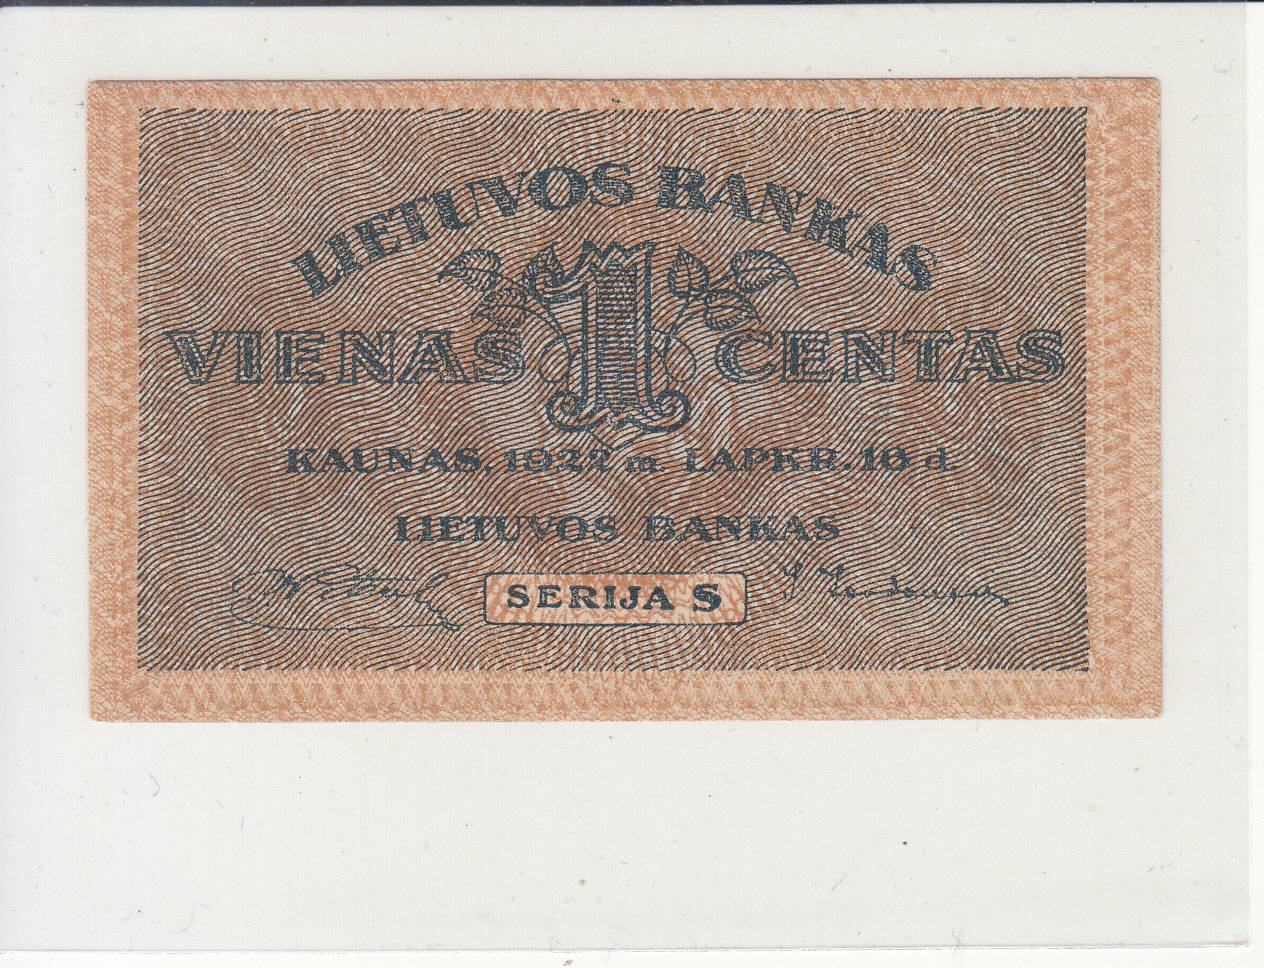 LIETUVOS BANKAS
VIENAS 1 CENTAS
KAUNAS, 1922 m. LAPKR. 10 d.
LIETUVOS BANKAS
SERIJA S